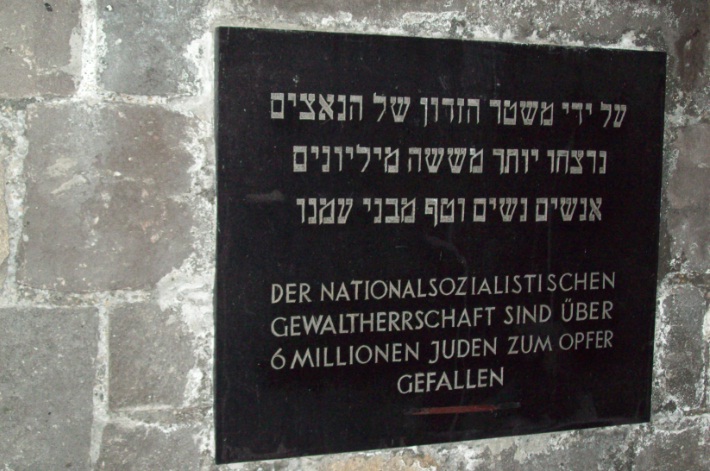 על ידי משטר הזדון של הנאצים
נרצחו יותר מששה מיליונים
אנשים נשים וטף מבני עמנו
DER NATIONALSOZIALISTISCHEN
GEWALTHERRSCHAFT SIND ÜBER
6 MILLIONEN JUDEN ZUM OPFER
GEFALLEN